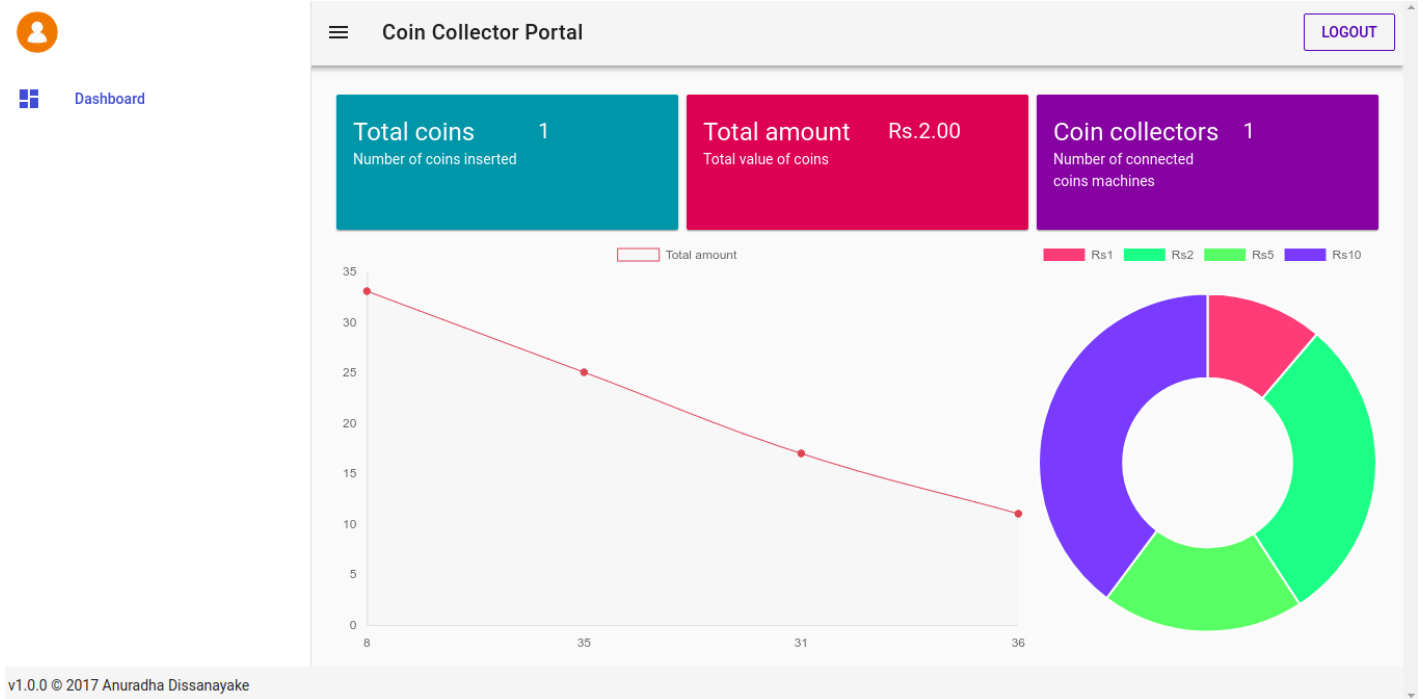 Coin Collector Portal
LOGOUT
Dashboard
Total coins 1
Number of coins inserted
Total amount Rs.2.00
Total value of coins
Coin collectors 1
Number of connected
coins machines
Total amount
35
30
25
20
15
10
5
0
8 35 31 36
Rs1 Rs2 Rs5 Rs10
v1.0.0 © 2017 Anuradha Dissanayake